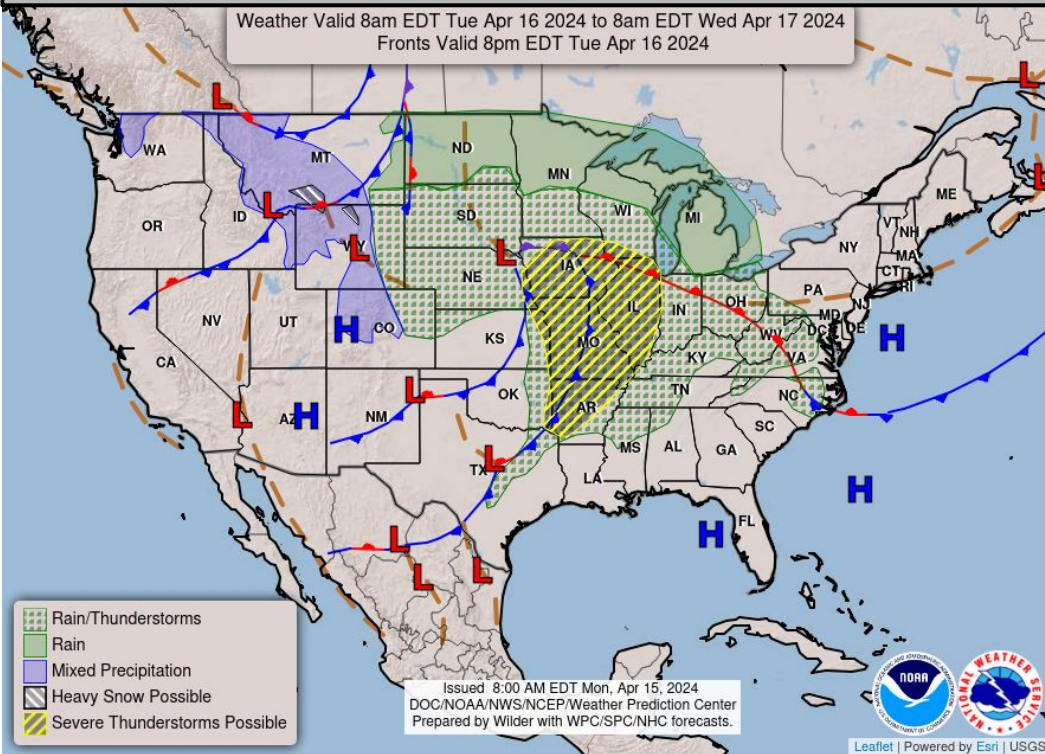 Weather Valid 8am EDT Tue Apr 16 2024 to 8am EDT Wed Apr 17 2024
Fronts Valid 8pm EDT Tue Apr 16 2024
L
L
L
WA
MT
ND
MN
ME
OR
ID
L
SD
WI
MI
VT
NH
NY
MA
CT
RI
WY
L
L
IA
NE
PA
NJ
NV
UT
H
CO
KS
MO
IL
IN
OH
WV
MD
DC
DE
VA
H
CA
KY
L
AZ
H
NM
L
OK
AR
TN
NC
SC
TX
L
MS
AL
GA
LA
H
H
FL
L
L
L
Rain/Thunderstorms
Rain
Mixed Precipitation
Heavy Snow Possible
Severe Thunderstorms Possible
Issued 8:00 AM EDT Mon, Apr 15, 2024
DOC/NOAA/NWS/NCEP/Weather Prediction Center
Prepared by Wilder with WPC/SPC/NHC forecasts.
NOAA
NATIONAL WEATHER SERVICE
Leaflet | Powered by Esri | USGS